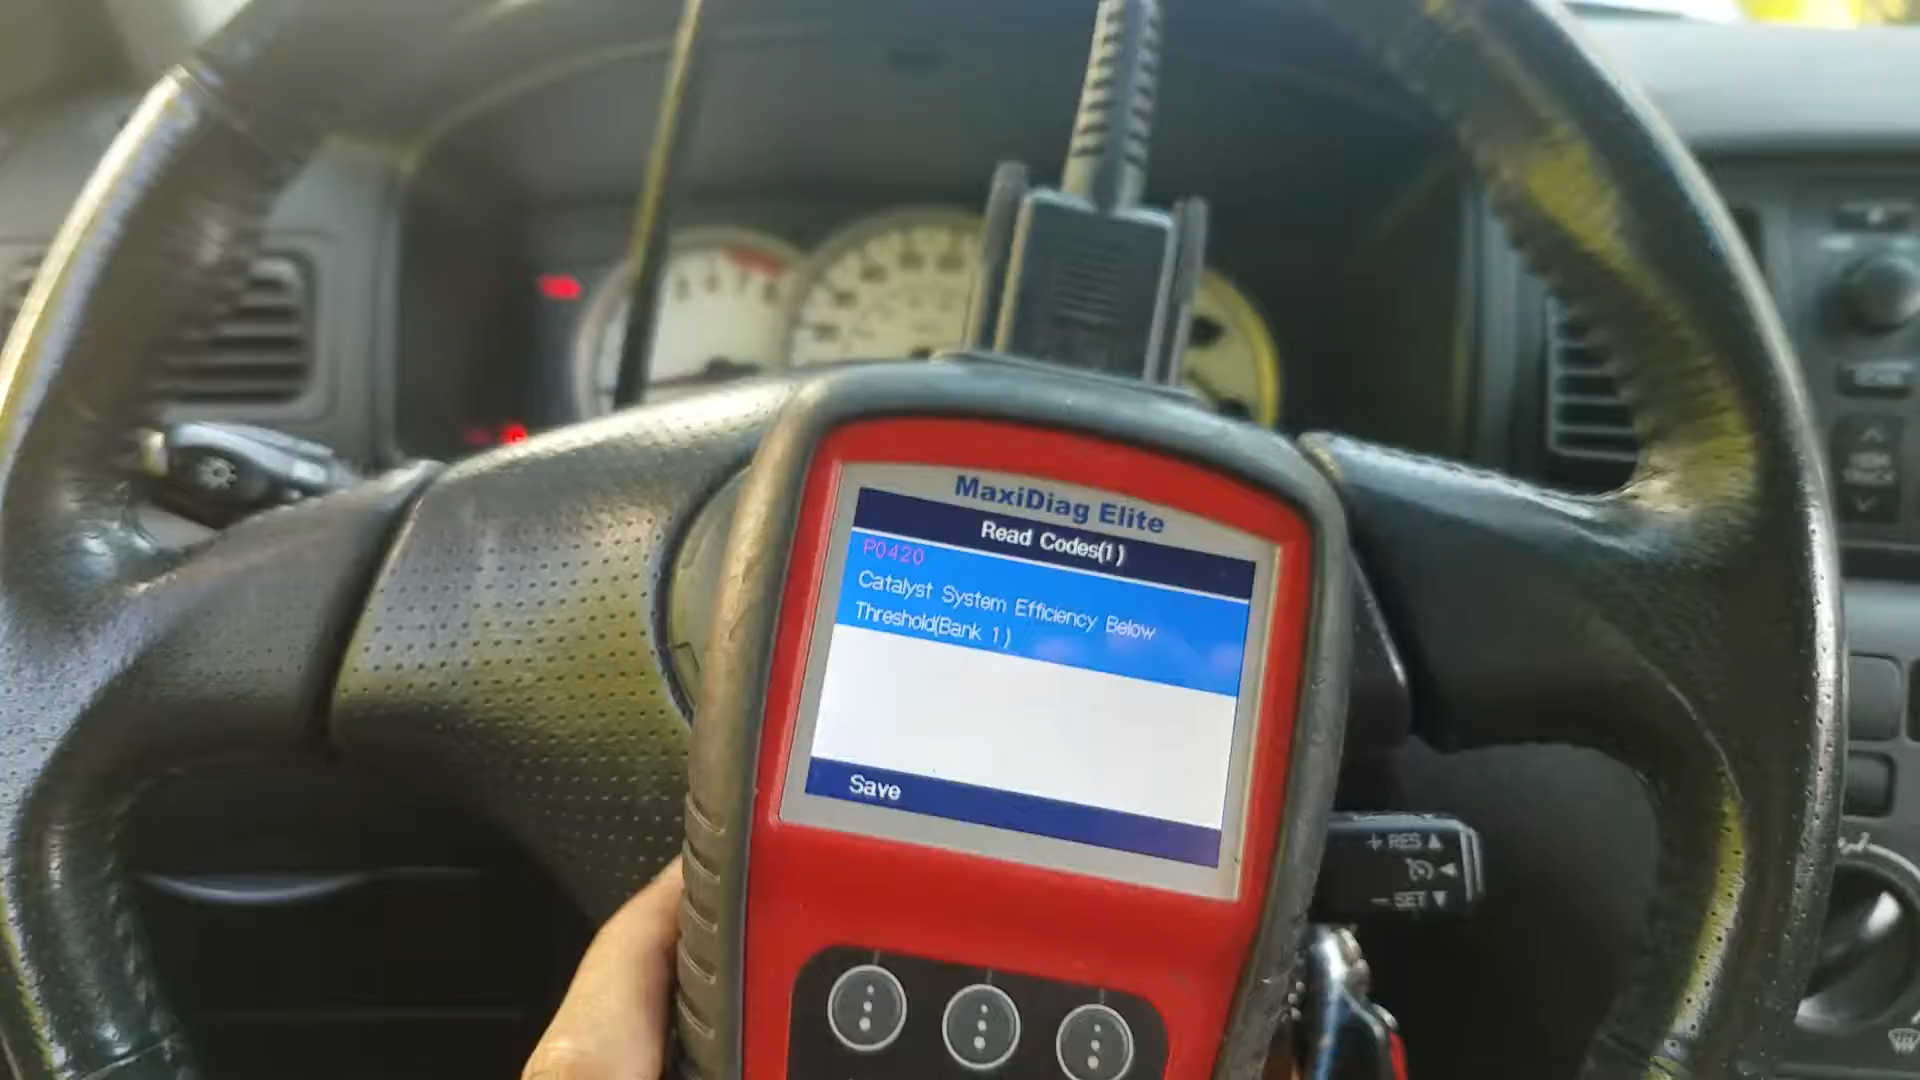 MaxiDiag Elite
Read Codes(1)
P0420
Catalyst System Efficiency Below
Threshold(Bank 1)
Save
+ RES ▲
− SET ▼